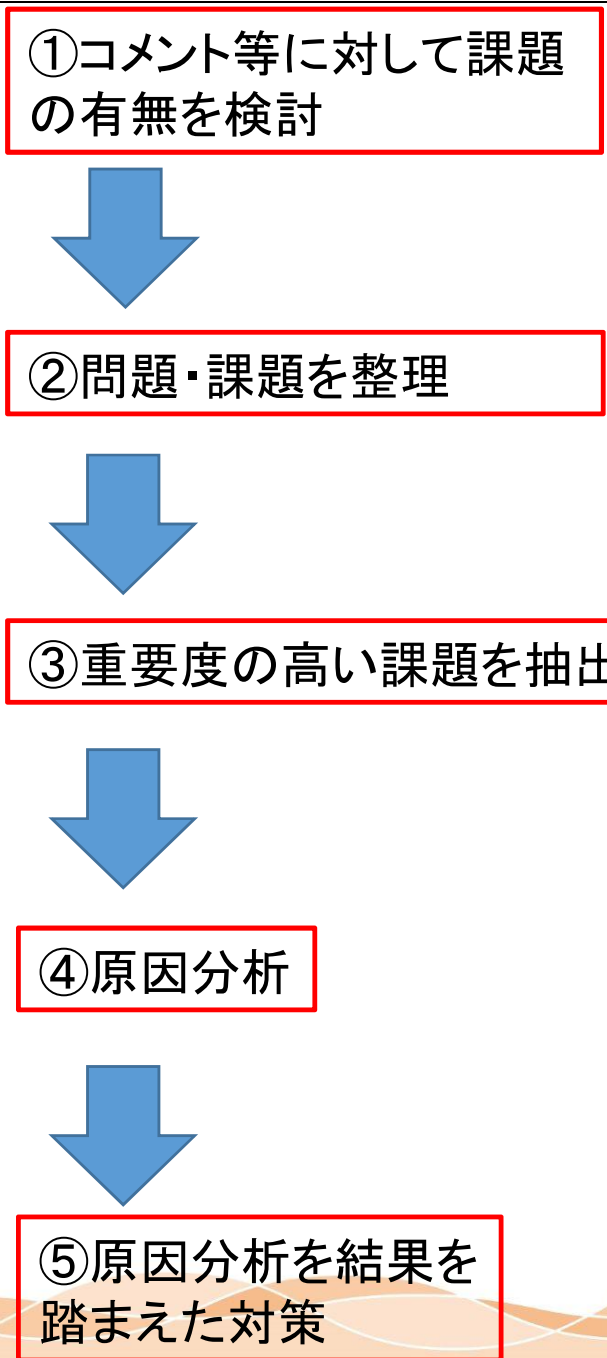 ①コメント等に対して課題
の有無を検討
②問題・課題を整理
③重要度の高い課題を抽出
④原因分析
⑤原因分析を結果を
踏まえた対策